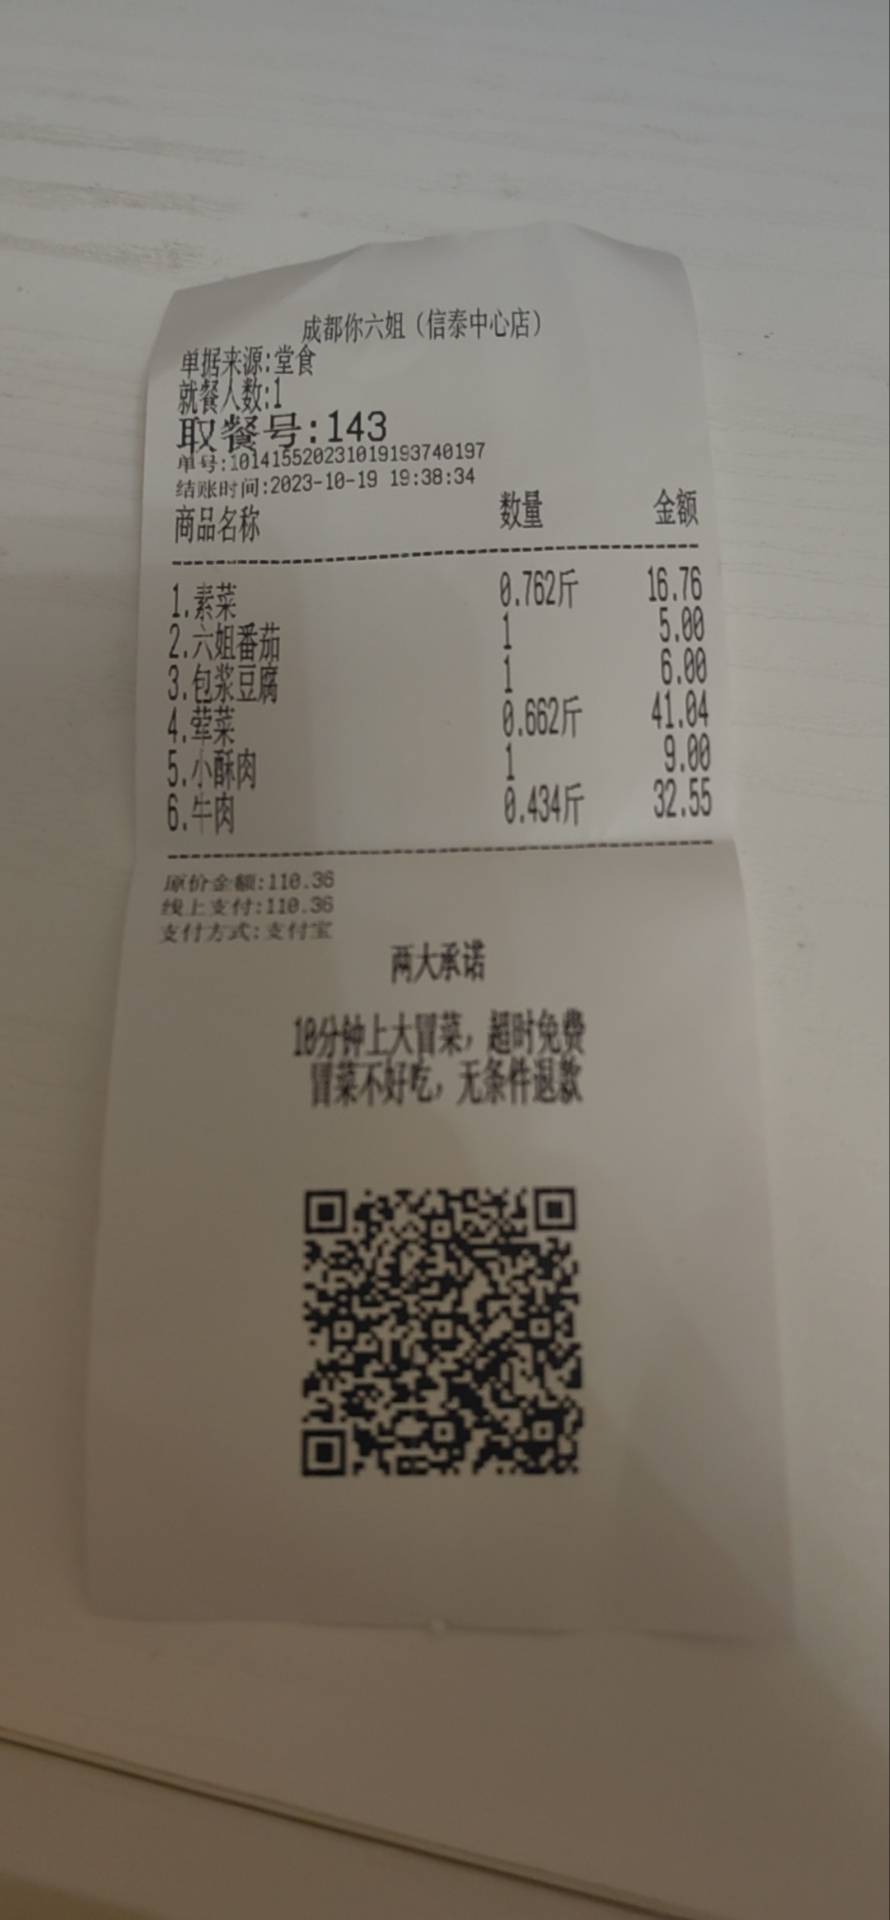 成都你六姐（信泰中心店）
单据来源:堂食
就餐人数:1
取餐号:143
单号:101415520231019193740197
结账时间:2023-10-19 19:38:34
商品名称 数量 金额
1.素菜 0.762斤 16.76
2.六姐番茄 1 5.00
3.包浆豆腐 1 6.00
4.荤菜 0.662斤 41.04
5.小酥肉 1 9.00
6.牛肉 0.434斤 32.55
原价金额:110.36
线上支付:110.36
支付方式:支付宝
两大承诺
10分钟上大冒菜，超时免费
冒菜不好吃，无条件退款